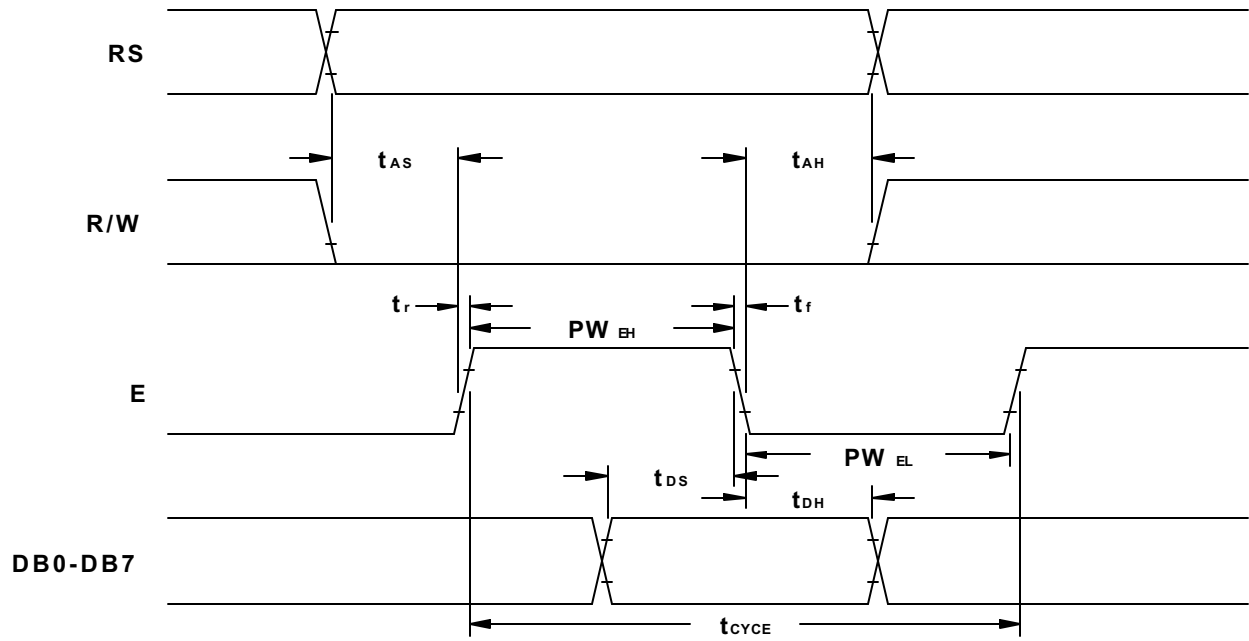 RS
tAS
tAH
R/W
tr
tf
PW EH
E
PW EL
tDS
tDH
DB0-DB7
tCYCE